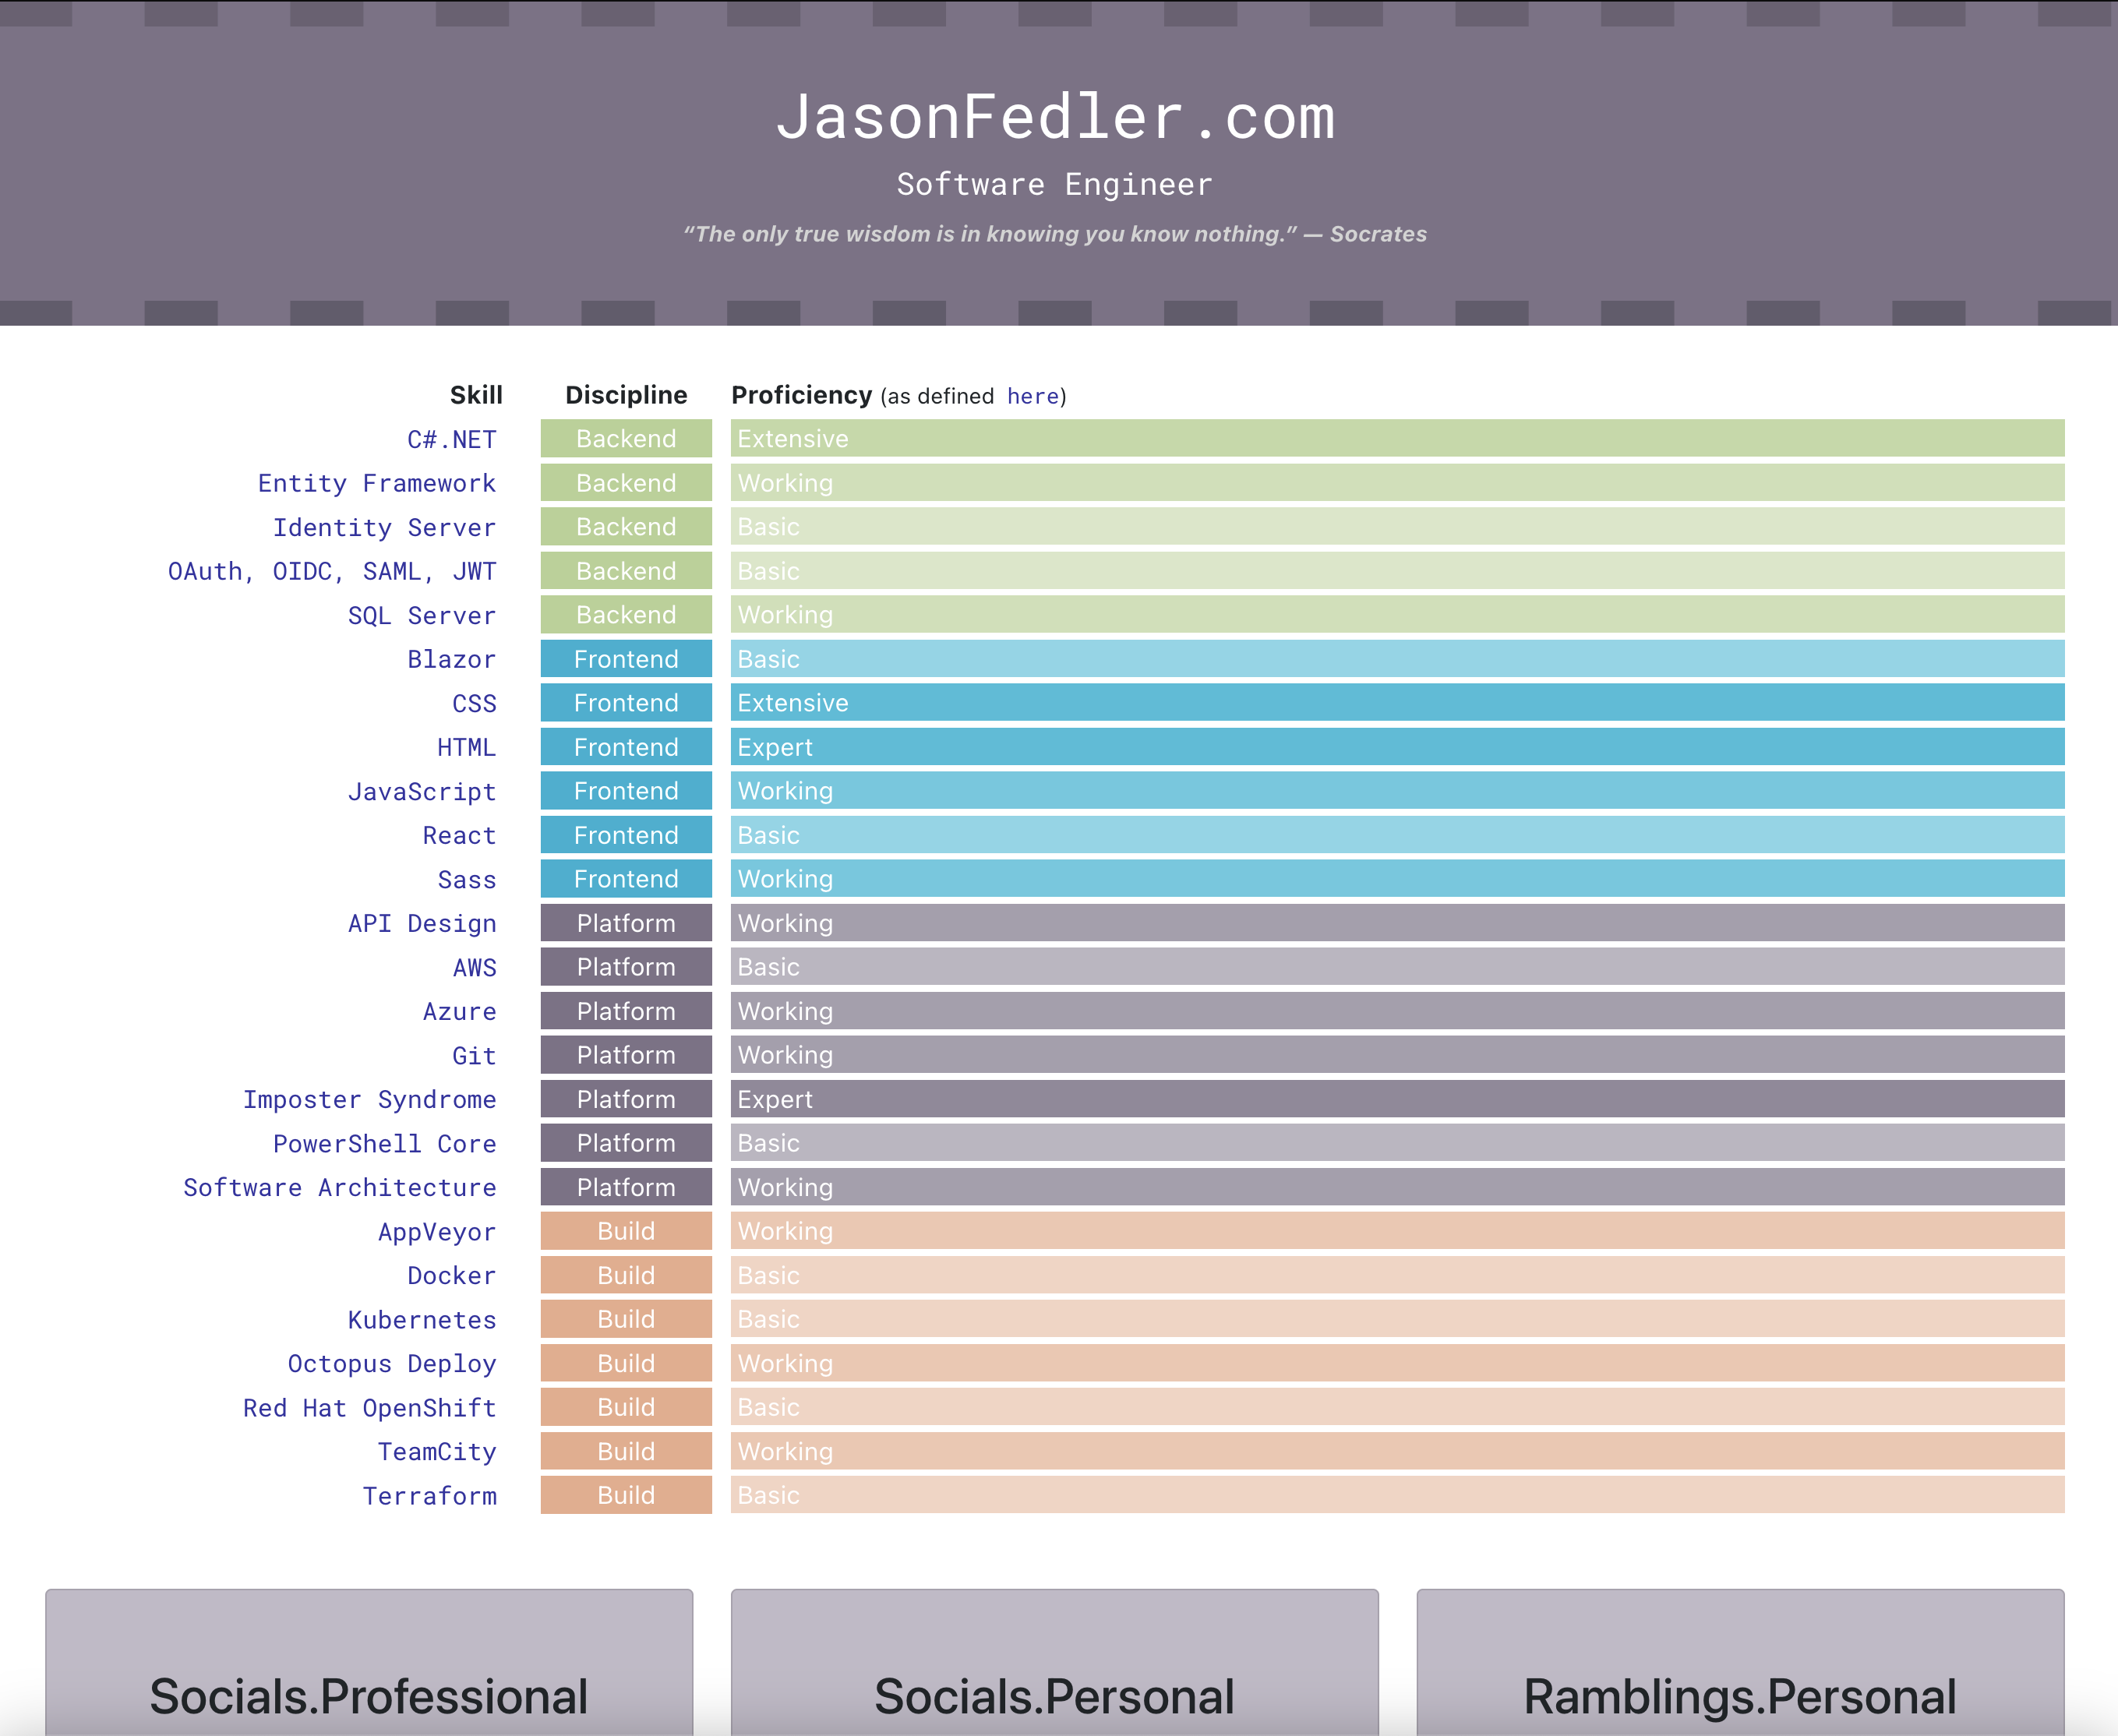 JasonFedler.com
Software Engineer
“The only true wisdom is in knowing you know nothing.” — Socrates
Skill Discipline Proficiency (as defined here)
C#.NET Backend Extensive
Entity Framework Backend Working
Identity Server Backend Basic
OAuth, OIDC, SAML, JWT Backend Basic
SQL Server Backend Working
Blazor Frontend Basic
CSS Frontend Extensive
HTML Frontend Expert
JavaScript Frontend Working
React Frontend Basic
Sass Frontend Working
API Design Platform Working
AWS Platform Basic
Azure Platform Working
Git Platform Working
Imposter Syndrome Platform Expert
PowerShell Core Platform Basic
Software Architecture Platform Working
AppVeyor Build Working
Docker Build Basic
Kubernetes Build Basic
Octopus Deploy Build Working
Red Hat OpenShift Build Basic
TeamCity Build Working
Terraform Build Basic
Socials.Professional Socials.Personal Ramblings.Personal